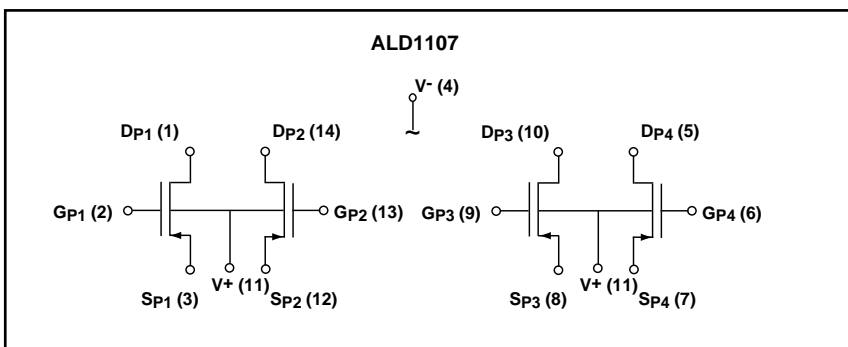 ALD1107
V- (4)
~
DP1 (1)
DP2 (14)
DP3 (10)
DP4 (5)
GP1 (2)
GP2 (13)
GP3 (9)
GP4 (6)
V+ (11)
V+ (11)
SP1 (3)
SP2 (12)
SP3 (8)
SP4 (7)